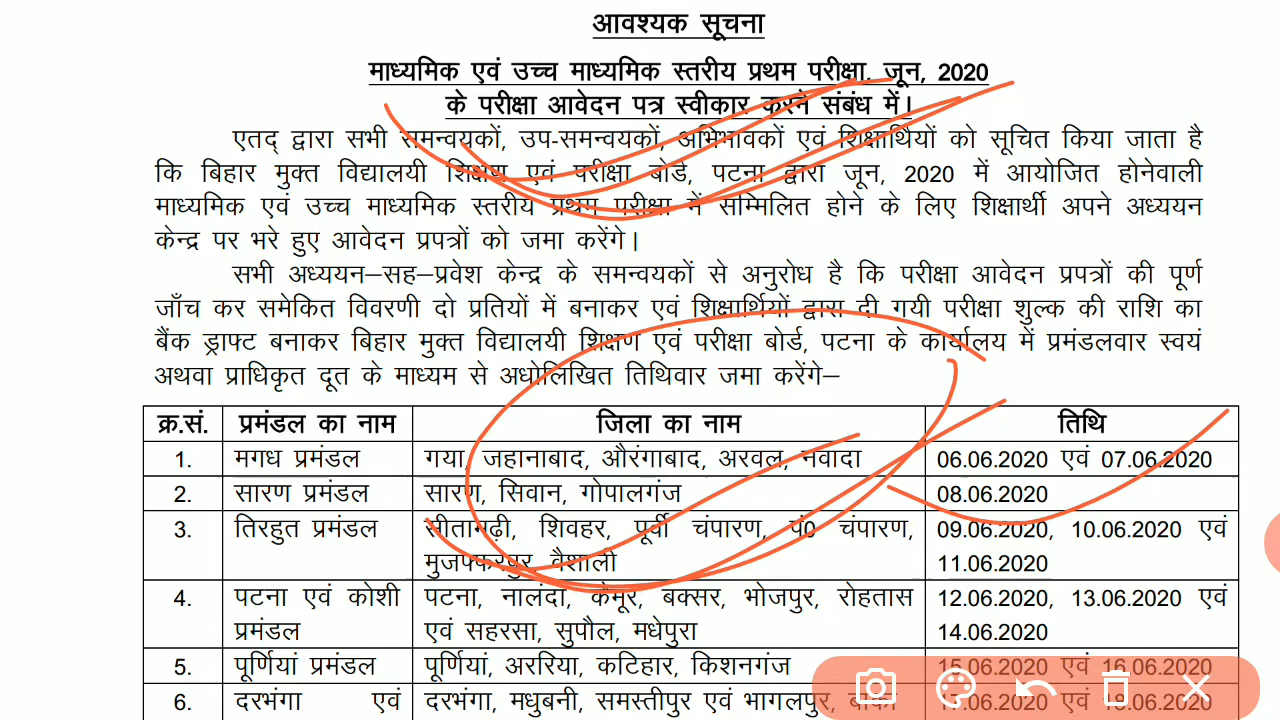 आवश्यक सूचना
माध्यमिक एवं उच्च माध्यमिक स्तरीय प्रथम परीक्षा, जून, 2020
के परीक्षा आवेदन पत्र स्वीकार करने संबंध में।
एतद् द्वारा सभी समन्वयकों, उप-समन्वयकों, अभिभावकों एवं शिक्षार्थियों को सूचित किया जाता है
कि बिहार मुक्त विद्यालयी शिक्षण एवं परीक्षा बोर्ड, पटना द्वारा जून, 2020 में आयोजित होनेवाली
माध्यमिक एवं उच्च माध्यमिक स्तरीय प्रथम परीक्षा में सम्मिलित होने के लिए शिक्षार्थी अपने अध्ययन
केन्द्र पर भरे हुए आवेदन प्रपत्रों को जमा करेंगे।
सभी अध्ययन–सह–प्रवेश केन्द्र के समन्वयकों से अनुरोध है कि परीक्षा आवेदन प्रपत्रों की पूर्ण
जाँच कर समेकित विवरणी दो प्रतियों में बनाकर एवं शिक्षार्थियों द्वारा दी गयी परीक्षा शुल्क की राशि का
बैंक ड्राफ्ट बनाकर बिहार मुक्त विद्यालयी शिक्षण एवं परीक्षा बोर्ड, पटना के कार्यालय में प्रमंडलवार स्वयं
अथवा प्राधिकृत दूत के माध्यम से अधोलिखित तिथिवार जमा करेंगे–
क्र.सं. प्रमंडल का नाम जिला का नाम तिथि
1. मगध प्रमंडल गया, जहानाबाद, औरंगाबाद, अरवल, नवादा 06.06.2020 एवं 07.06.2020
2. सारण प्रमंडल सारण, सिवान, गोपालगंज 08.06.2020
3. तिरहुत प्रमंडल सीतामढ़ी, शिवहर, पूर्वी चंपारण, पं0 चंपारण, 09.06.2020, 10.06.2020 एवं
मुजफ्फरपुर, वैशाली 11.06.2020
4. पटना एवं कोशी पटना, नालंदा, कैमूर, बक्सर, भोजपुर, रोहतास 12.06.2020, 13.06.2020 एवं
प्रमंडल एवं सहरसा, सुपौल, मधेपुरा 14.06.2020
5. पूर्णियां प्रमंडल पूर्णियां, अररिया, कटिहार, किशनगंज 15.06.2020 एवं 16.06.2020
6. दरभंगा एवं दरभंगा, मधुबनी, समस्तीपुर एवं भागलपुर, बांका 17.06.2020 एवं 18.06.2020